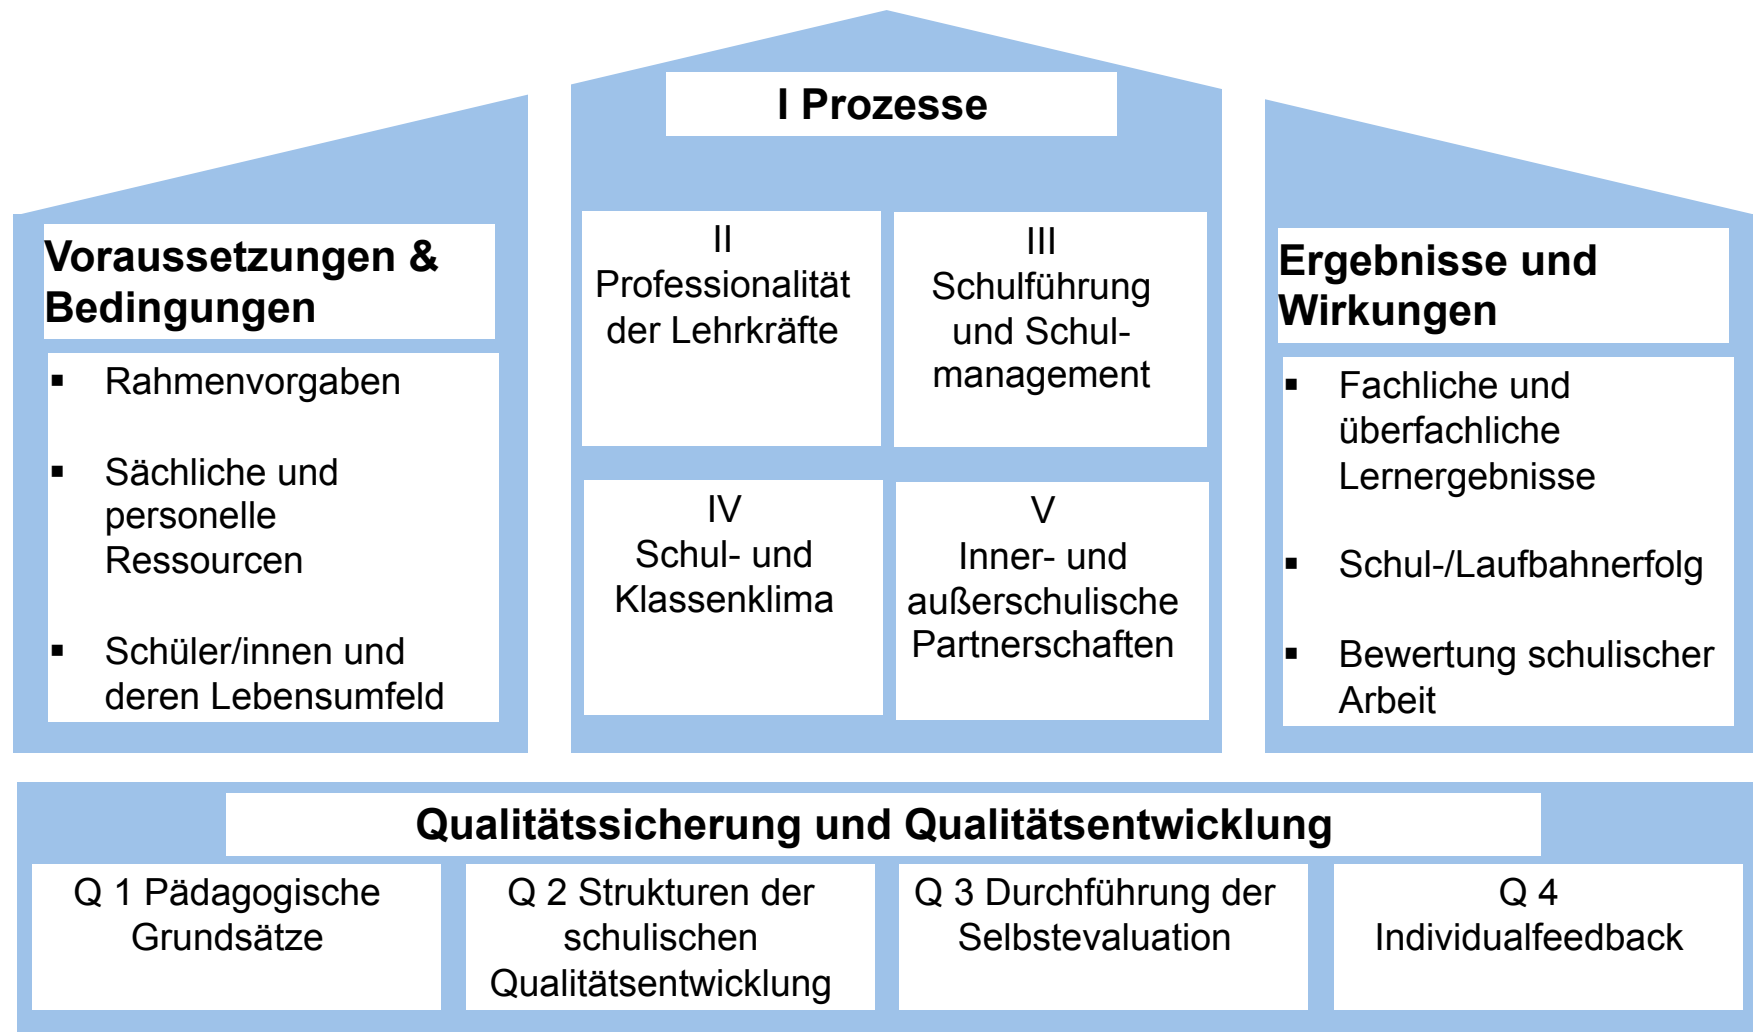 I Prozesse
Voraussetzungen &
Bedingungen
▪ Rahmenvorgaben
▪ Sächliche und
personelle
Ressourcen
▪ Schüler/innen und
deren Lebensumfeld
II
Professionalität
der Lehrkräfte
III
Schulführung
und Schul-
management
IV
Schul- und
Klassenklima
V
Inner- und
außerschulische
Partnerschaften
Ergebnisse und
Wirkungen
▪ Fachliche und
überfachliche
Lernergebnisse
▪ Schul-/Laufbahnerfolg
▪ Bewertung schulischer
Arbeit
Qualitätssicherung und Qualitätsentwicklung
Q 1 Pädagogische
Grundsätze
Q 2 Strukturen der
schulischen
Qualitätsentwicklung
Q 3 Durchführung der
Selbstevaluation
Q 4
Individualfeedback